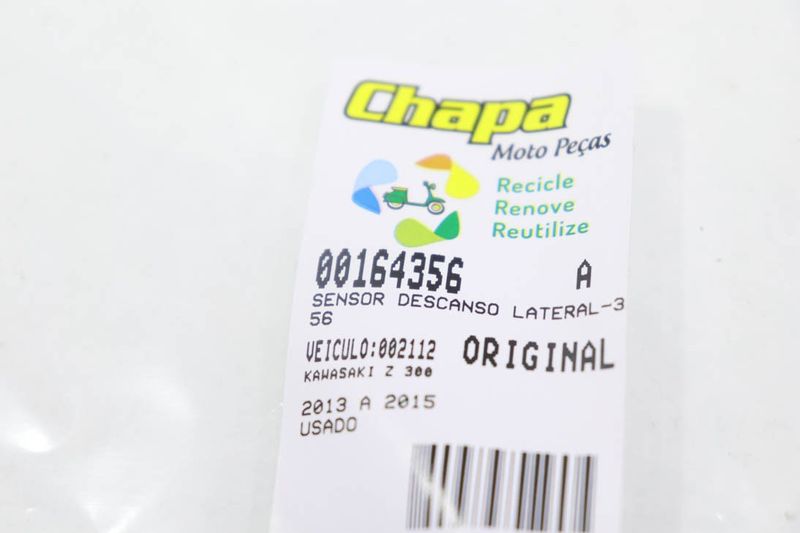 Chapa
Moto Peças
Recicle
Renove
Reutilize
00164356 A
SENSOR DESCANSO LATERAL-3
56
VEICULO:002112 ORIGINAL
KAWASAKI Z 300
2013 A 2015
USADO